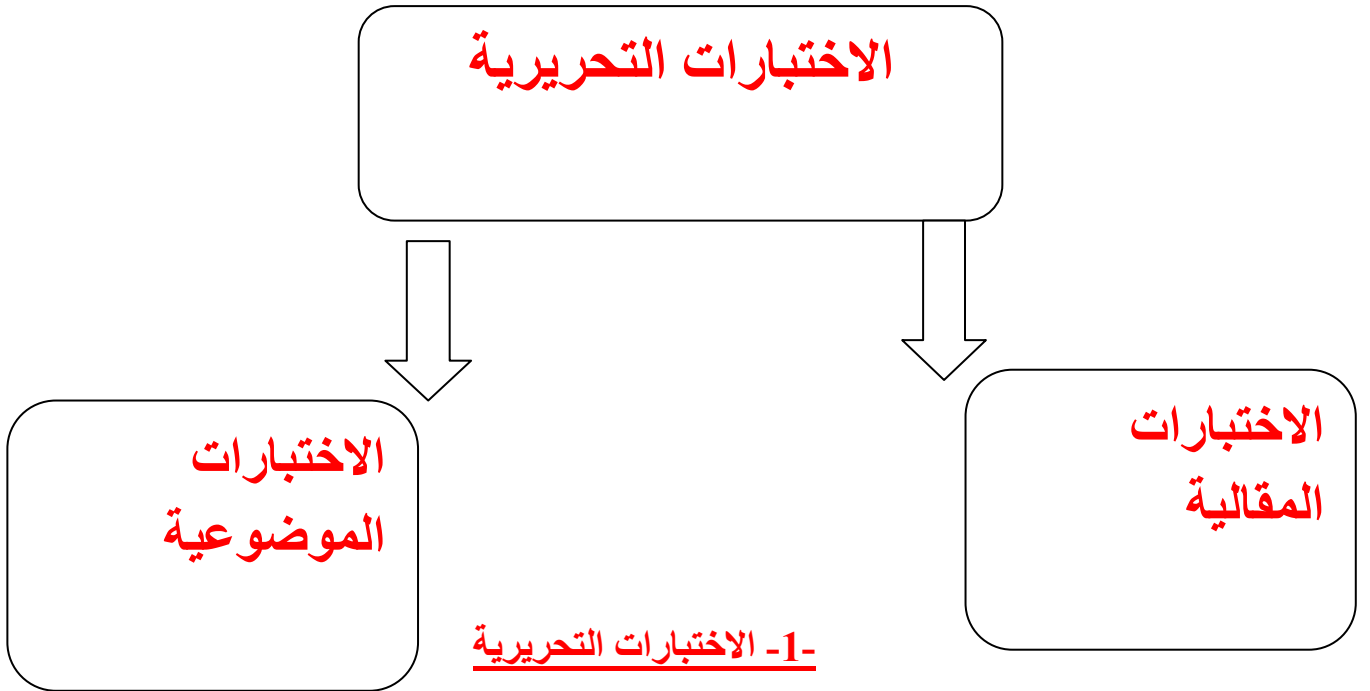 الاختبارات التحريرية
الاختبارات
المقالية
الاختبارات
الموضوعية
-1- الاختبارات التحريرية